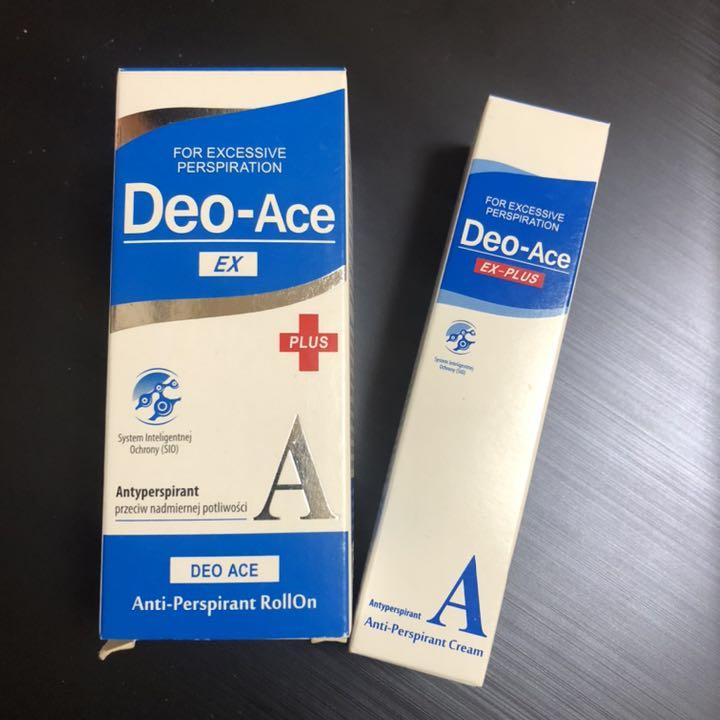 FOR EXCESSIVE
PERSPIRATION
Deo-Ace
EX
PLUS
System Inteligentnej
Ochrony (SIO)
Antyperspirant
przeciw nadmiernej potliwości
A
DEO ACE
Anti-Perspirant RollOn
FOR EXCESSIVE
PERSPIRATION
Deo-Ace
EX-PLUS
System Inteligentnej
Ochrony (SIO)
Antyperspirant
A
Anti-Perspirant Cream